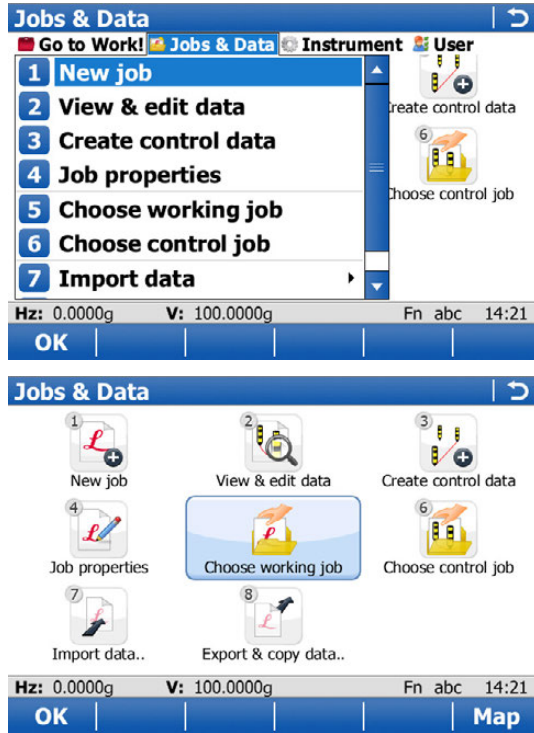 Jobs & Data
Go to Work! Jobs & Data Instrument User
1 New job
2 View & edit data
3 Create control data
4 Job properties
5 Choose working job
6 Choose control job
7 Import data
reate control data
6
hoose control job
Hz: 0.0000g V: 100.0000g Fn abc 14:21
OK
Jobs & Data
1 2 3
New job View & edit data Create control data
4 6
Job properties Choose working job Choose control job
7 8
Import data.. Export & copy data..
Hz: 0.0000g V: 100.0000g Fn abc 14:21
OK Map